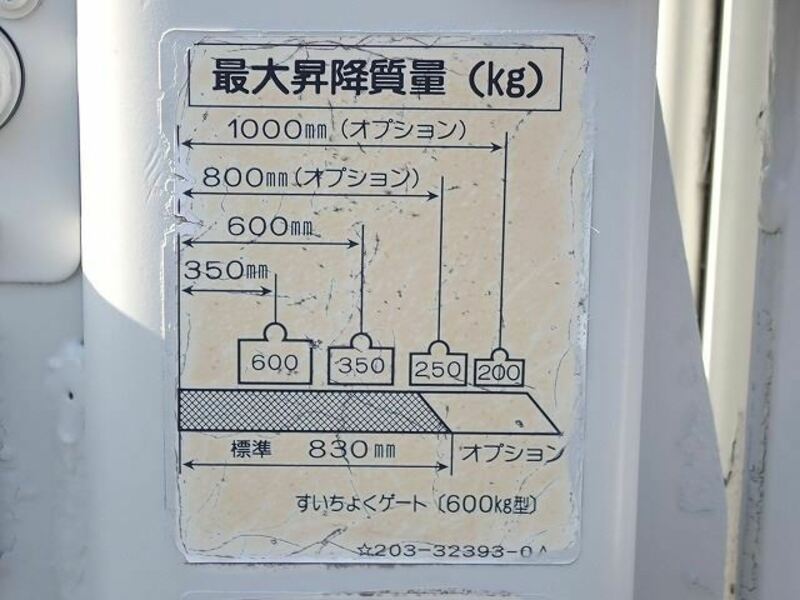 最大昇降質量(kg)
1000mm(オプション)
800mm(オプション)
600mm
350mm
600 350 250 200
標準 830mm オプション
すいちょくゲート〔600kg型〕
☆203-32393-0A